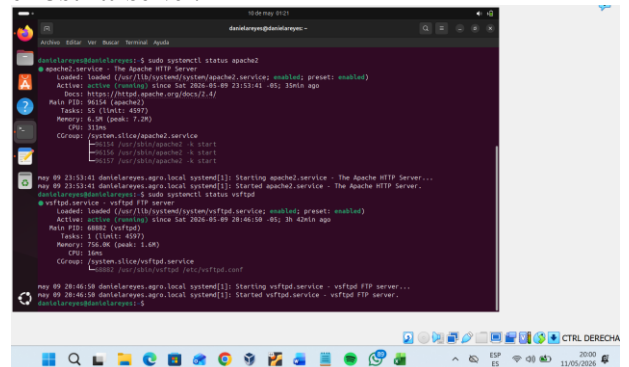 10 de may 01:21
danielareyes@danielareyes: ~
Archivo Editar Ver Buscar Terminal Ayuda
danielareyes@danielareyes:~$ sudo systemctl status apache2
● apache2.service - The Apache HTTP Server
Loaded: loaded (/usr/lib/systemd/system/apache2.service; enabled; preset: enabled)
Active: active (running) since Sat 2026-05-09 23:53:41 -05; 35min ago
Docs: https://httpd.apache.org/docs/2.4/
Main PID: 96154 (apache2)
Tasks: 55 (limit: 4597)
Memory: 6.5M (peak: 7.2M)
CPU: 311ms
CGroup: /system.slice/apache2.service
├─96154 /usr/sbin/apache2 -k start
├─96156 /usr/sbin/apache2 -k start
└─96157 /usr/sbin/apache2 -k start
may 09 23:53:41 danielareyes.agro.local systemd[1]: Starting apache2.service - The Apache HTTP Server...
may 09 23:53:41 danielareyes.agro.local systemd[1]: Started apache2.service - The Apache HTTP Server.
danielareyes@danielareyes:~$ sudo systemctl status vsftpd
● vsftpd.service - vsftpd FTP server
Loaded: loaded (/usr/lib/systemd/system/vsftpd.service; enabled; preset: enabled)
Active: active (running) since Sat 2026-05-09 20:46:50 -05; 3h 42min ago
Main PID: 68882 (vsftpd)
Tasks: 1 (limit: 4597)
Memory: 756.0K (peak: 1.6M)
CPU: 16ms
CGroup: /system.slice/vsftpd.service
└─68882 /usr/sbin/vsftpd /etc/vsftpd.conf
may 09 20:46:50 danielareyes.agro.local systemd[1]: Starting vsftpd.service - vsftpd FTP server...
may 09 20:46:50 danielareyes.agro.local systemd[1]: Started vsftpd.service - vsftpd FTP server.
danielareyes@danielareyes:~$
CTRL DERECHA
ESP
ES
20:00
11/05/2026